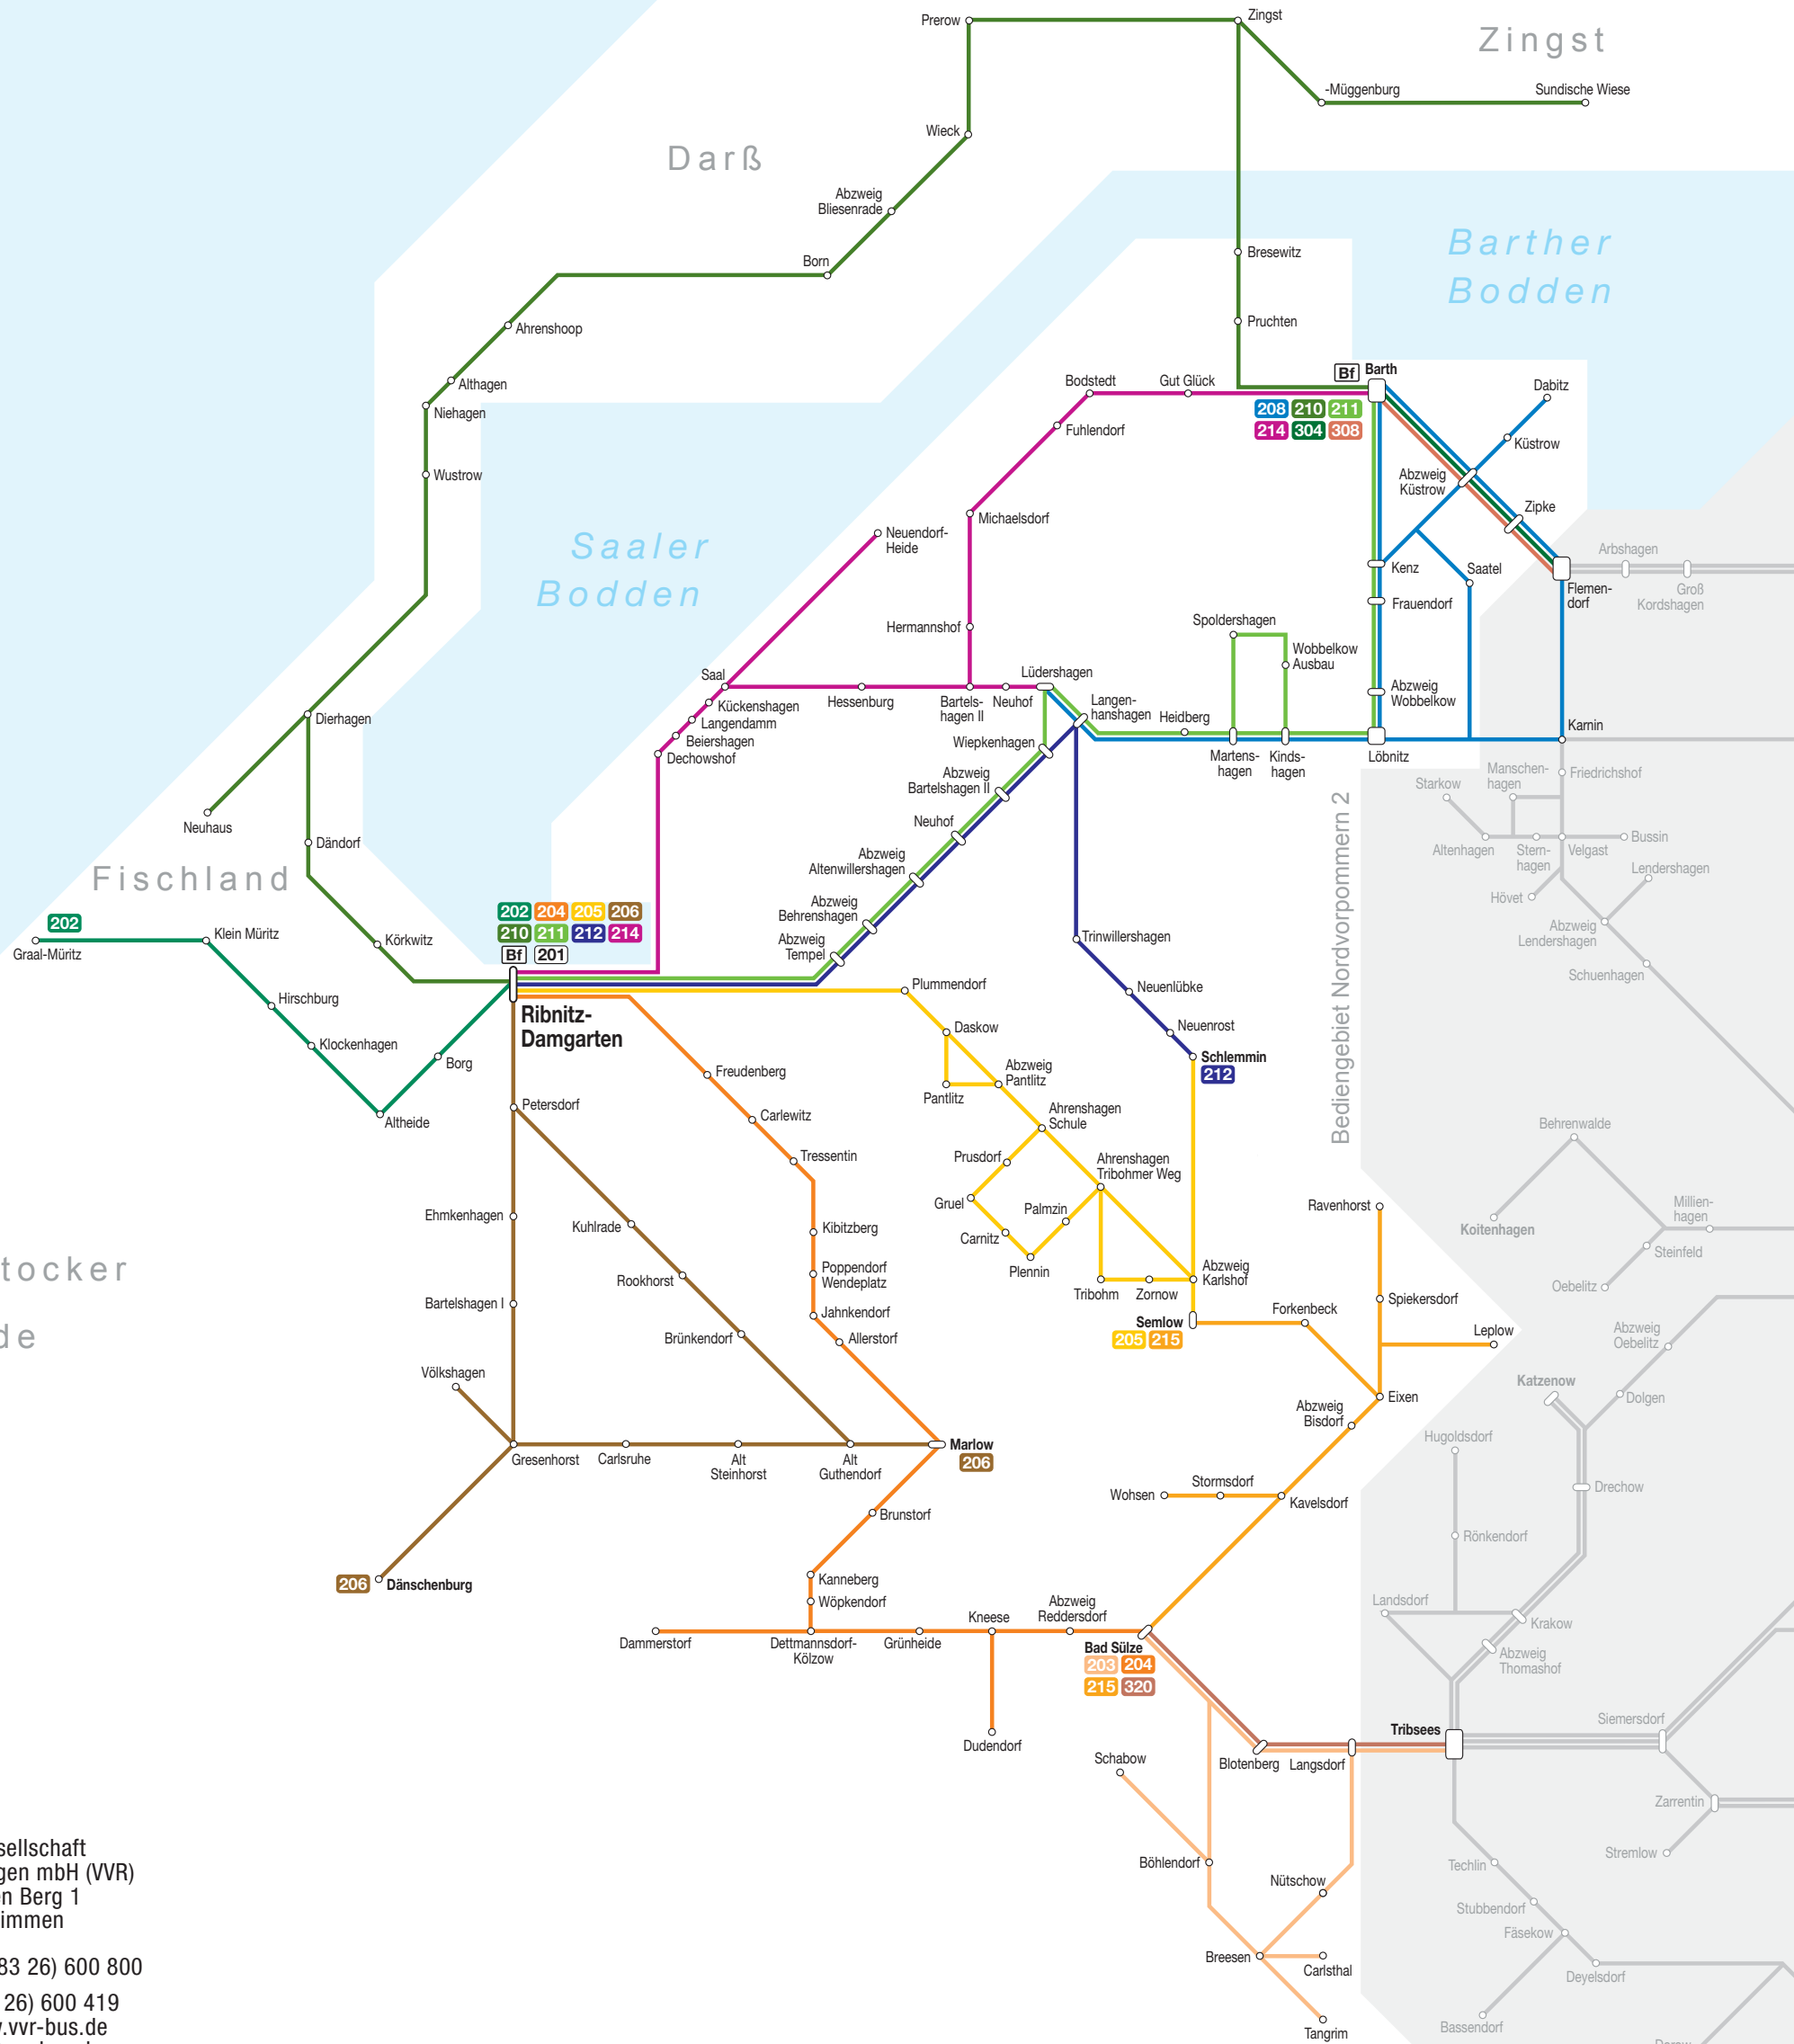 Prerow
Zingst
Zingst
-Müggenburg
Sundische Wiese
Wieck
Darß
Abzweig
Bliesenrade
Born
Bresewitz
Barther
Bodden
Pruchten
Ahrenshoop
Althagen
Niehagen
Wustrow
Bodstedt
Gut Glück
Bf
Barth
208 210 211
214 304 308
Dabitz
Küstrow
Fuhlendorf
Abzweig
Küstrow
Zipke
Michaelsdorf
Neuendorf-
Heide
Saaler
Bodden
Arbshagen
Kenz
Saatel
Flemen-
dorf
Groß
Kordshagen
Frauendorf
Spoldershagen
Hermannshof
Wobbelkow
Ausbau
Lüdershagen
Saal
Kückenshagen
Langendamm
Beiershagen
Dechowshof
Hessenburg
Bartels-
hagen II
Neuhof
Langen-
hanshagen
Heidberg
Abzweig
Wobbelkow
Dierhagen
Wiepkenhagen
Martens-
hagen
Kinds-
hagen
Löbnitz
Karnin
Abzweig
Bartelshagen II
Manschen-
hagen
Friedrichshof
Starkow
Neuhaus
Neuhof
Dändorf
Altenhagen
Stern-
hagen
Velgast
Bussin
Abzweig
Altenwillershagen
Lendershagen
Fischland
Hövet
Abzweig
Behrenshagen
Abzweig
Lendershagen
202
Graal-Müritz
Klein Müritz
Körkwitz
202 204 205 206
210 211 212 214
Bf 201
Abzweig
Tempel
Trinwillershagen
Schuenhagen
Bediengebiet Nordvorpommern 2
Plummendorf
Neuenlübke
Hirschburg
Ribnitz-
Damgarten
Daskow
Neuenrost
Klockenhagen
Borg
Schlemmin
212
Freudenberg
Abzweig
Pantlitz
Pantlitz
Petersdorf
Carlewitz
Ahrenshagen
Schule
Altheide
Behrenwalde
Tressentin
Prusdorf
Ahrenshagen
Tribohmer Weg
Gruel
Palmzin
Ravenhorst
Millien-
hagen
Ehmkenhagen
Kuhlrade
Kibitzberg
Carnitz
Koitenhagen
Steinfeld
tocker
Poppendorf
Wendeplatz
Plennin
Abzweig
Karlshof
Rookhorst
Tribohm
Zornow
Oebelitz
Bartelshagen I
Jahnkendorf
Spiekersdorf
Forkenbeck
Semlow
205 215
de
Brünkendorf
Allerstorf
Leplow
Abzweig
Oebelitz
Völkshagen
Katzenow
Eixen
Dolgen
Abzweig
Bisdorf
Gresenhorst
Carlsruhe
Alt
Steinhorst
Alt
Guthendorf
Marlow
206
Hugoldsdorf
Stormsdorf
Wohsen
Kavelsdorf
Drechow
Brunstorf
Rönkendorf
206
Dänschenburg
Kanneberg
Wöpkendorf
Landsdorf
Krakow
Kneese
Abzweig
Reddersdorf
Dammerstorf
Dettmannsdorf-
Kölzow
Grünheide
Bad Sülze
203 204
215 320
Abzweig
Thomashof
Siemersdorf
Tribsees
Dudendorf
Schabow
Blotenberg
Langsdorf
Zarrentin
sellschaft
gen mbH (VVR)
en Berg 1
immen
Böhlendorf
Nütschow
Techlin
Stremlow
Stubbendorf
Fäsekow
83 26) 600 800
Breesen
Carlsthal
Deyelsdorf
26) 600 419
.vvr-bus.de
Tangrim
Bassendorf